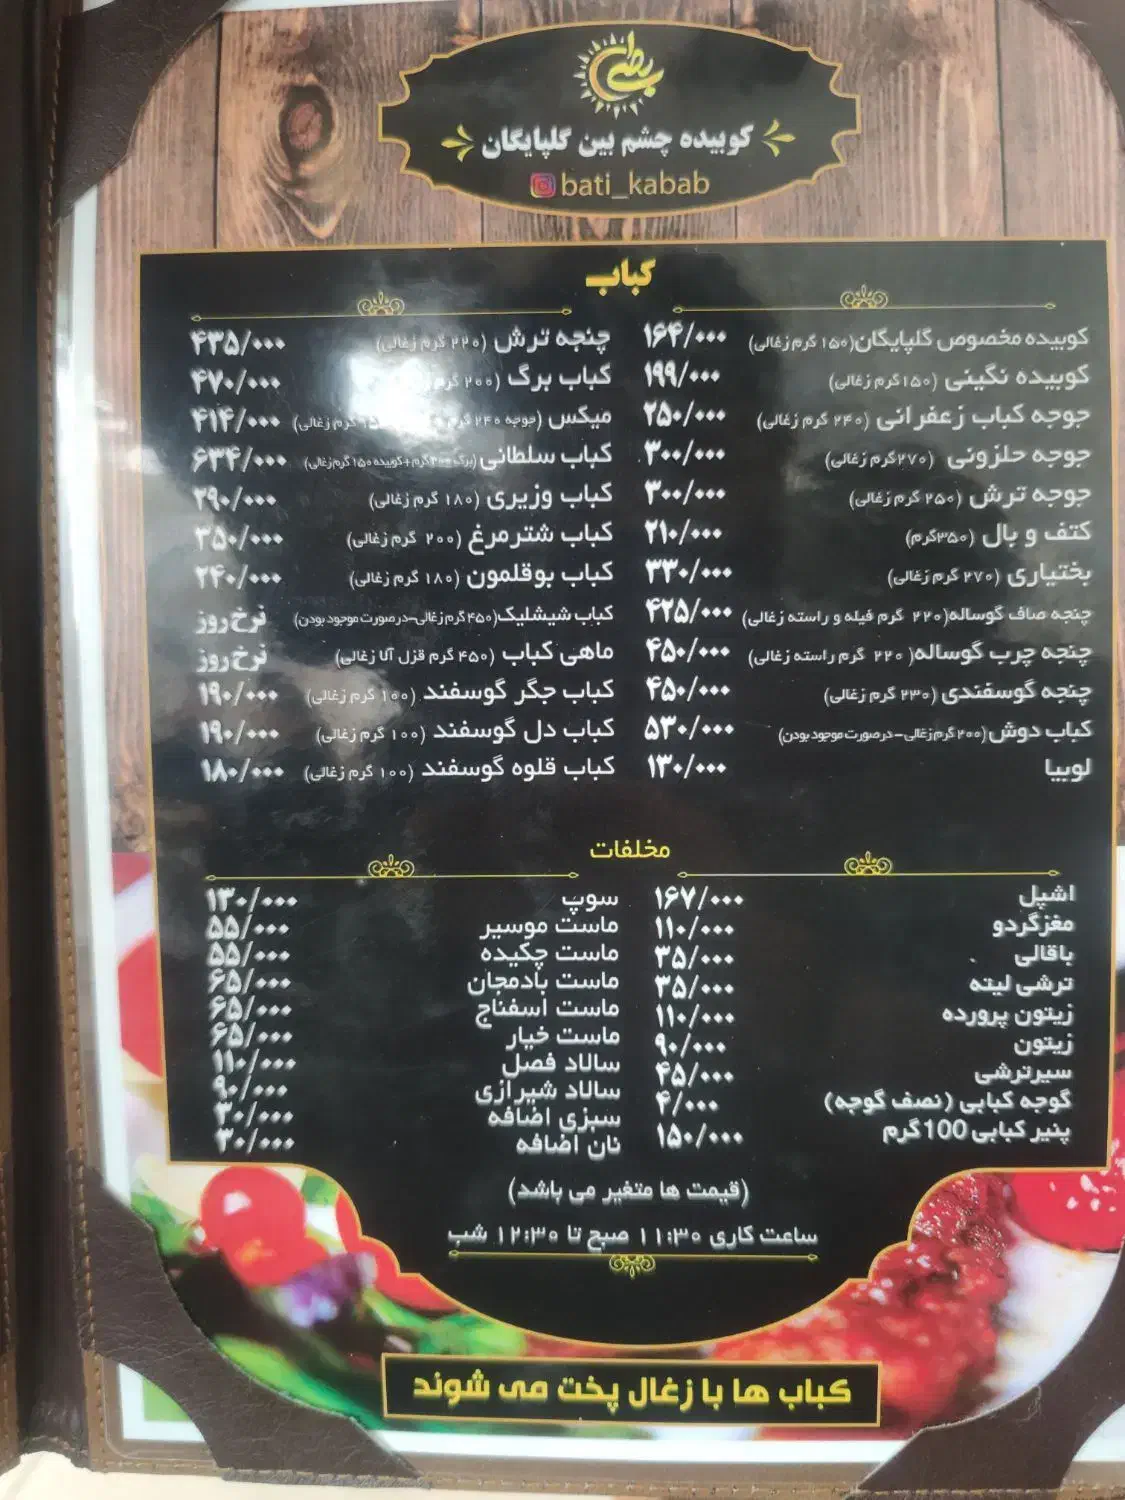 باطی
کوبیده چشم بین گلپایگان
bati_kabab
کباب
کوبیده مخصوص گلپایگان(۱۵۰ گرم زغالی) ۱۶۴/۰۰۰
کوبیده نگینی (۱۵۰گرم زغالی) ۱۹۹/۰۰۰
جوجه کباب زعفرانی (۲۴۰ گرم زغالی) ۲۵۰/۰۰۰
جوجه حلزونی (۲۷۰گرم زغالی) ۳۰۰/۰۰۰
جوجه ترش (۲۵۰ گرم زغالی) ۳۰۰/۰۰۰
کتف و بال (۳۵۰گرم) ۲۱۰/۰۰۰
بختیاری (۲۷۰ گرم زغالی) ۳۳۰/۰۰۰
چنجه صاف گوساله(۲۲۰ گرم فیله و راسته زغالی) ۴۲۵/۰۰۰
چنجه چرب گوساله( ۲۲۰ گرم راسته زغالی) ۴۵۰/۰۰۰
چنجه گوسفندی (۲۳۰ گرم زغالی) ۴۵۰/۰۰۰
کباب دوش (۲۰۰ گرم زغالی - درصورت موجود بودن) ۵۳۰/۰۰۰
لوبیا ۱۳۰/۰۰۰
چنجه ترش (۲۲۰ گرم زغالی) ۴۳۵/۰۰۰
کباب برگ (۲۰۰ گرم ۴۷۰/۰۰۰
میکس (جوجه ۲۴۰ گرم زغالی) ۴۱۴/۰۰۰
کباب سلطانی (برگ ۲۰۰ گرم+کوبیده ۱۵۰ گرم زغالی) ۶۳۴/۰۰۰
کباب وزیری (۱۸۰ گرم زغالی) ۲۹۰/۰۰۰
کباب شترمرغ (۲۰۰ گرم زغالی) ۳۵۰/۰۰۰
کباب بوقلمون (۱۸۰ گرم زغالی) ۲۴۰/۰۰۰
کباب شیشلیک(۴۵۰ گرم زغالی-درصورت موجود بودن) نرخ روز
ماهی کباب (۴۵۰ گرم قزل آلا زغالی) نرخ روز
کباب جگر گوسفند (۱۰۰ گرم زغالی) ۱۹۰/۰۰۰
کباب دل گوسفند (۱۰۰ گرم زغالی) ۱۹۰/۰۰۰
کباب قلوه گوسفند (۱۰۰ گرم زغالی) ۱۸۰/۰۰۰
مخلفات
اشپل ۱۶۷/۰۰۰
مغزگردو ۱۱۰/۰۰۰
باقالی ۳۵/۰۰۰
ترشی لیته ۳۵/۰۰۰
زیتون پرورده ۱۱۰/۰۰۰
زیتون ۹۰/۰۰۰
سیرترشی ۴۵/۰۰۰
گوجه کبابی (نصف گوجه) ۴/۰۰۰
پنیر کبابی 100گرم ۱۵۰/۰۰۰
سوپ ۱۳۰/۰۰۰
ماست موسیر ۵۵/۰۰۰
ماست چکیده ۵۵/۰۰۰
ماست بادمجان ۶۵/۰۰۰
ماست اسفناج ۶۵/۰۰۰
ماست خیار ۶۵/۰۰۰
سالاد فصل ۱۱۰/۰۰۰
سالاد شیرازی ۹۰/۰۰۰
سبزی اضافه ۳۰/۰۰۰
نان اضافه ۳۰/۰۰۰
(قیمت ها متغیر می باشد)
ساعت کاری ۱۱:۳۰ صبح تا ۱۲:۳۰ شب
کباب ها با زغال پخت می شوند